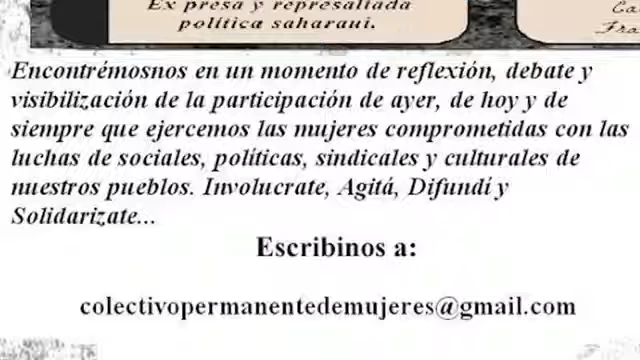 Ex presa y represaliada
política saharaui.
Ca
Fra
Encontrémosnos en un momento de reflexión, debate y
visibilización de la participación de ayer, de hoy y de
siempre que ejercemos las mujeres comprometidas con las
luchas de sociales, políticas, sindicales y culturales de
nuestros pueblos. Involucrate, Agitá, Difundí y
Solidarizate...
Escribinos a:
colectivopermanentedemujeres@gmail.com